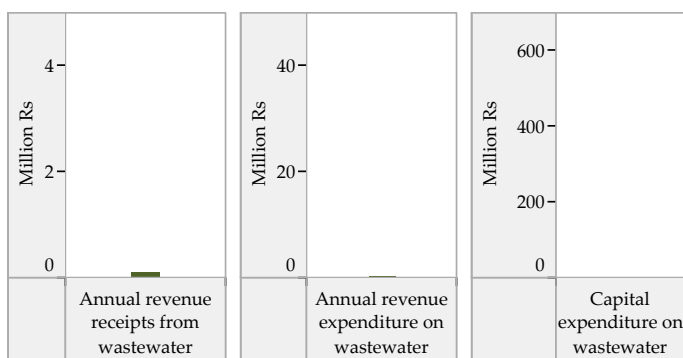 Million Rs
4
2
0
Annual revenue
receipts from
wastewater
Million Rs
40
20
0
Annual revenue
expenditure on
wastewater
Million Rs
600
400
200
0
Capital
expenditure on
wastewater